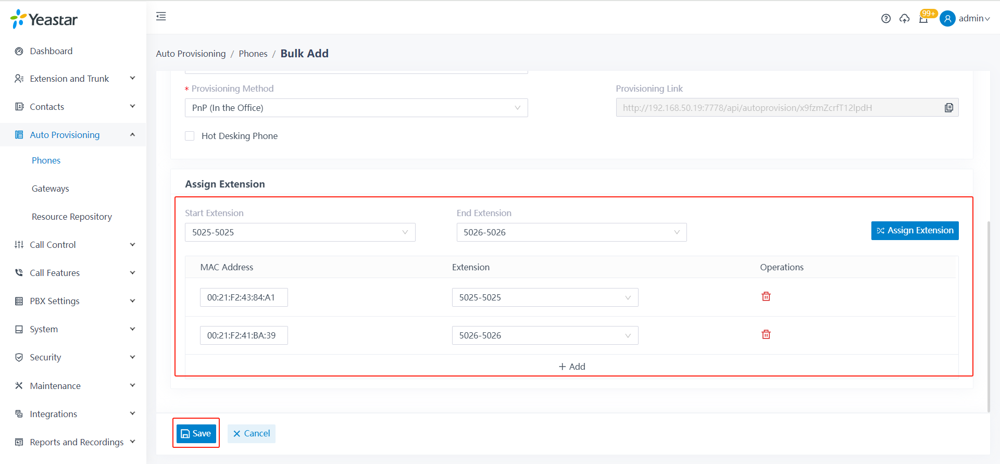 Yeastar
99+
admin
Dashboard
Extension and Trunk
Contacts
Auto Provisioning
Phones
Gateways
Resource Repository
Call Control
Call Features
PBX Settings
System
Security
Maintenance
Integrations
Reports and Recordings
Auto Provisioning / Phones / Bulk Add
* Provisioning Method
Provisioning Link
PnP (In the Office)
http://192.168.50.19:7778/api/autoprovision/x9fzmZcrfT12lpdH
Hot Desking Phone
Assign Extension
Start Extension
End Extension
5025-5025
5026-5026
Assign Extension
MAC Address Extension Operations
00:21:F2:43:84:A1 5025-5025
00:21:F2:41:BA:39 5026-5026
+ Add
Save
Cancel